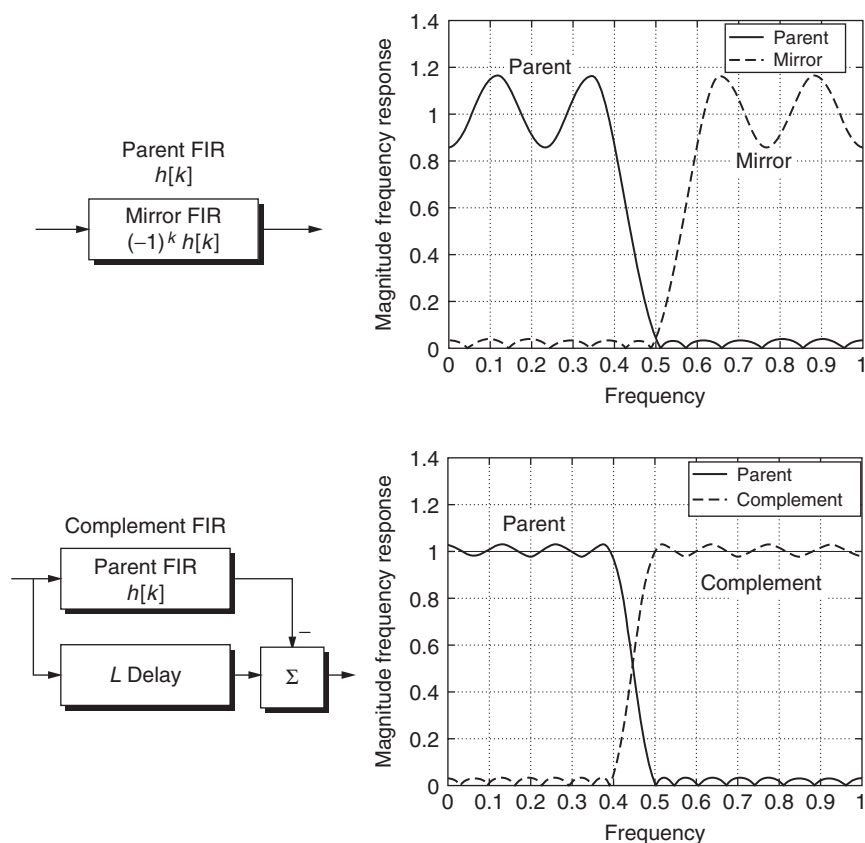 Parent FIR
h[k]
Mirror FIR
(−1)^k h[k]
Magnitude frequency response
1.4
1.2
1
0.8
0.6
0.4
0.2
0
Parent
Mirror
Parent
Mirror
0 0.1 0.2 0.3 0.4 0.5 0.6 0.7 0.8 0.9 1
Frequency
Complement FIR
Parent FIR
h[k]
−
L Delay
Σ
Magnitude frequency response
1.4
1.2
1
0.8
0.6
0.4
0.2
0
Parent
Complement
Parent
Complement
0 0.1 0.2 0.3 0.4 0.5 0.6 0.7 0.8 0.9 1
Frequency